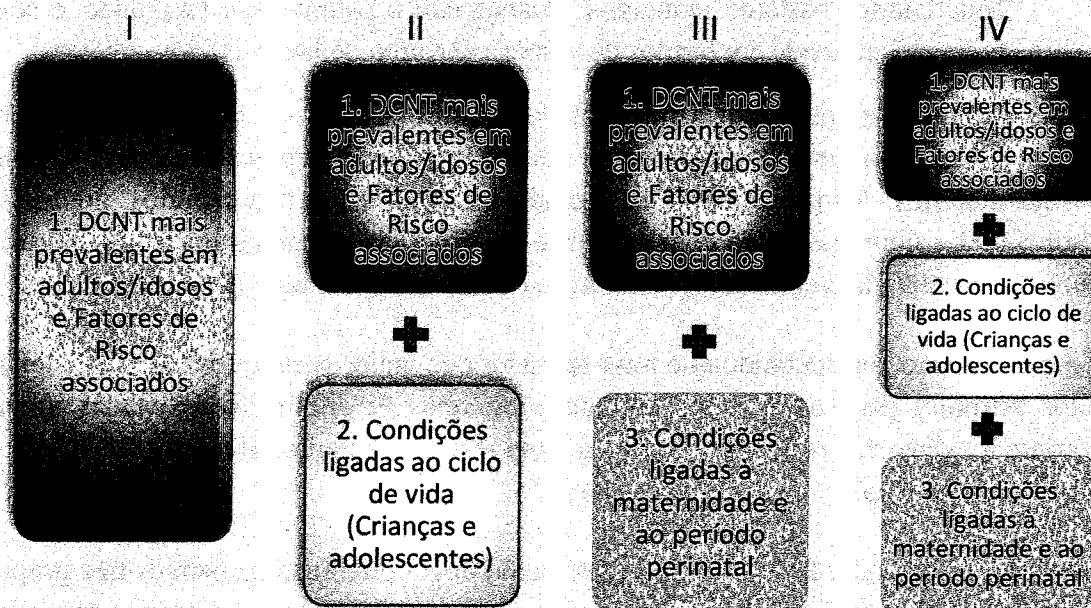 I
1. DCNT mais
prevalentes em
adultos/idosos
e Fatores de
Risco
associados
II
1. DCNT mais
prevalentes em
adultos/idosos
e Fatores de
Risco
associados
2. Condições
ligadas ao ciclo
de vida
(Crianças e
adolescentes)
III
1. DCNT mais
prevalentes em
adultos/idosos
e Fatores de
Risco
associados
3. Condições
ligadas à
maternidade e
ao período
perinatal
IV
1. DCNT mais
prevalentes em
adultos/idosos e
Fatores de Risco
associados
2. Condições
ligadas ao ciclo de
vida (Crianças e
adolescentes)
3. Condições
ligadas à
maternidade e ao
período perinatal